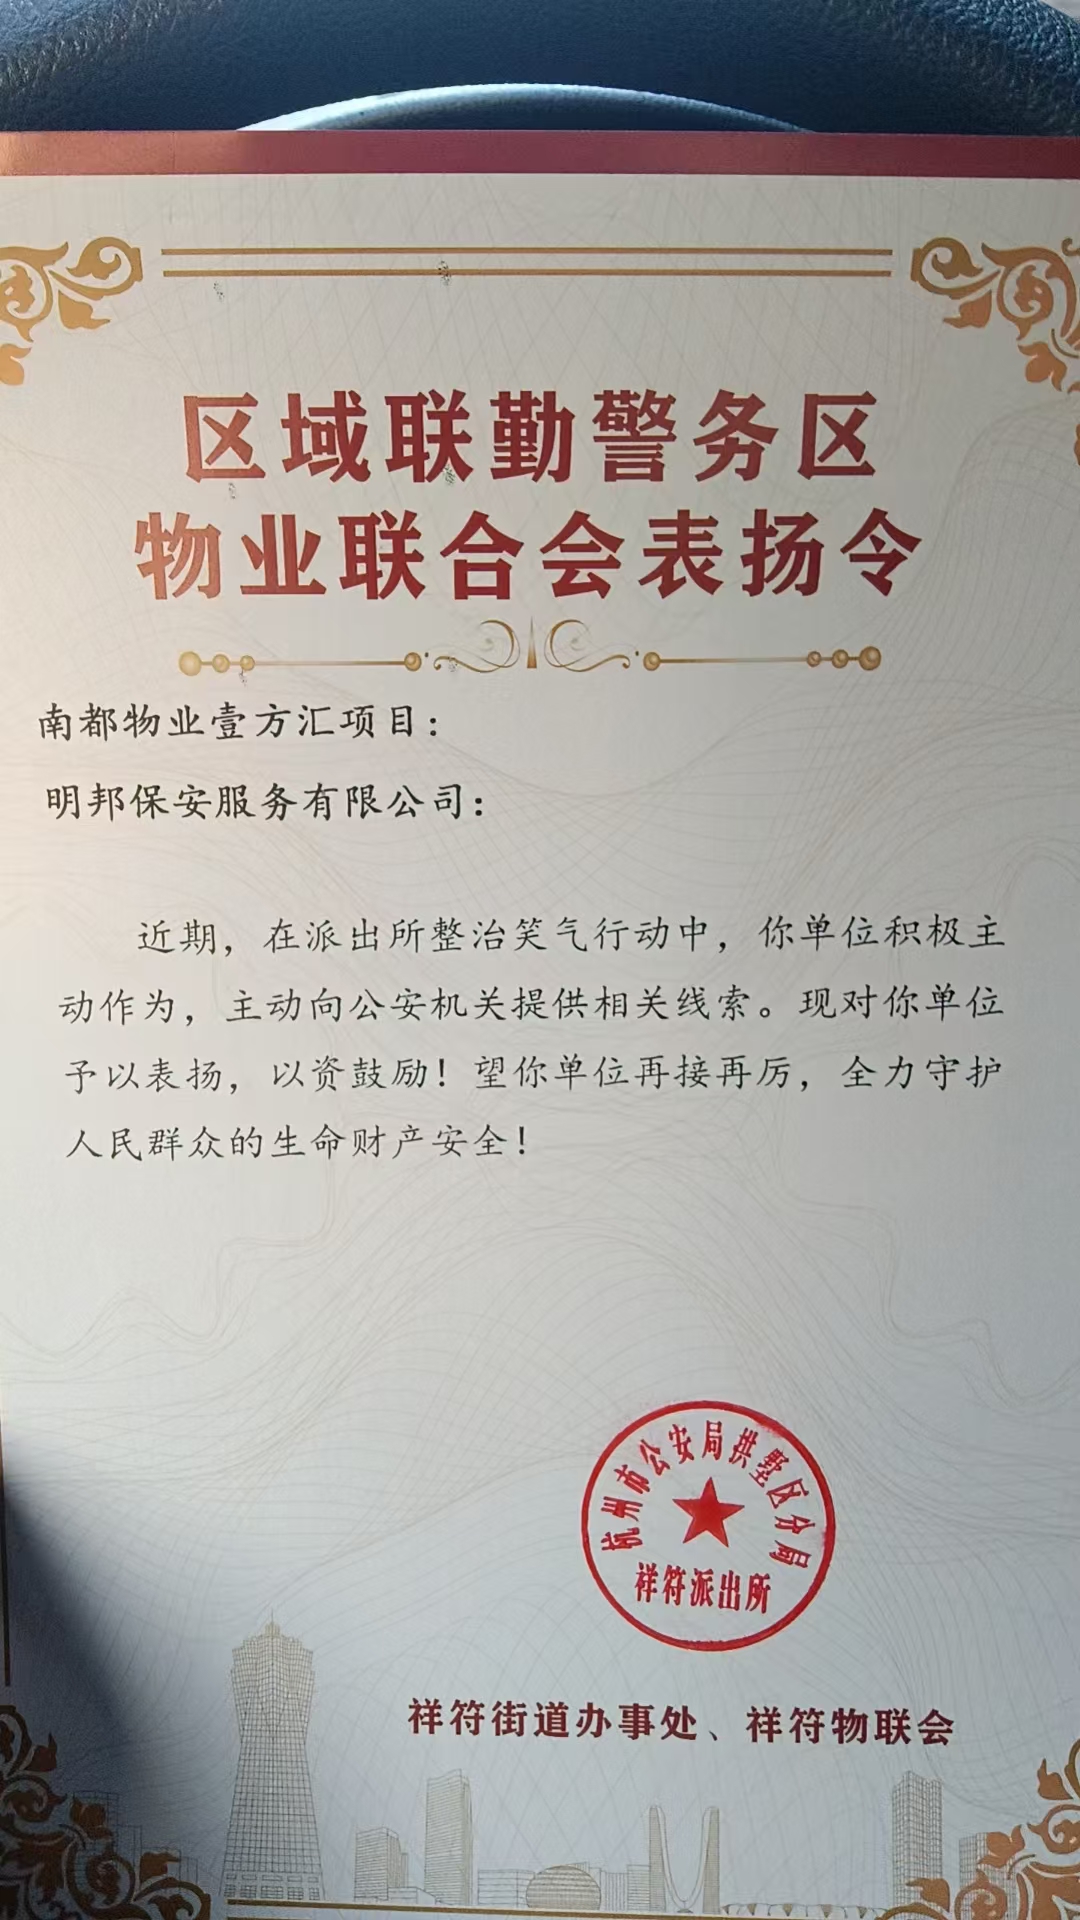 区域联勤警务区
物业联合会表扬令
南都物业壹方汇项目：
明邦保安服务有限公司：
近期，在派出所整治笑气行动中，你单位积极主
动作为，主动向公安机关提供相关线索。现对你单位
予以表扬，以资鼓励！望你单位再接再厉，全力守护
人民群众的生命财产安全！
杭州市公安局拱墅区分局
祥符派出所
祥符街道办事处、祥符物联会